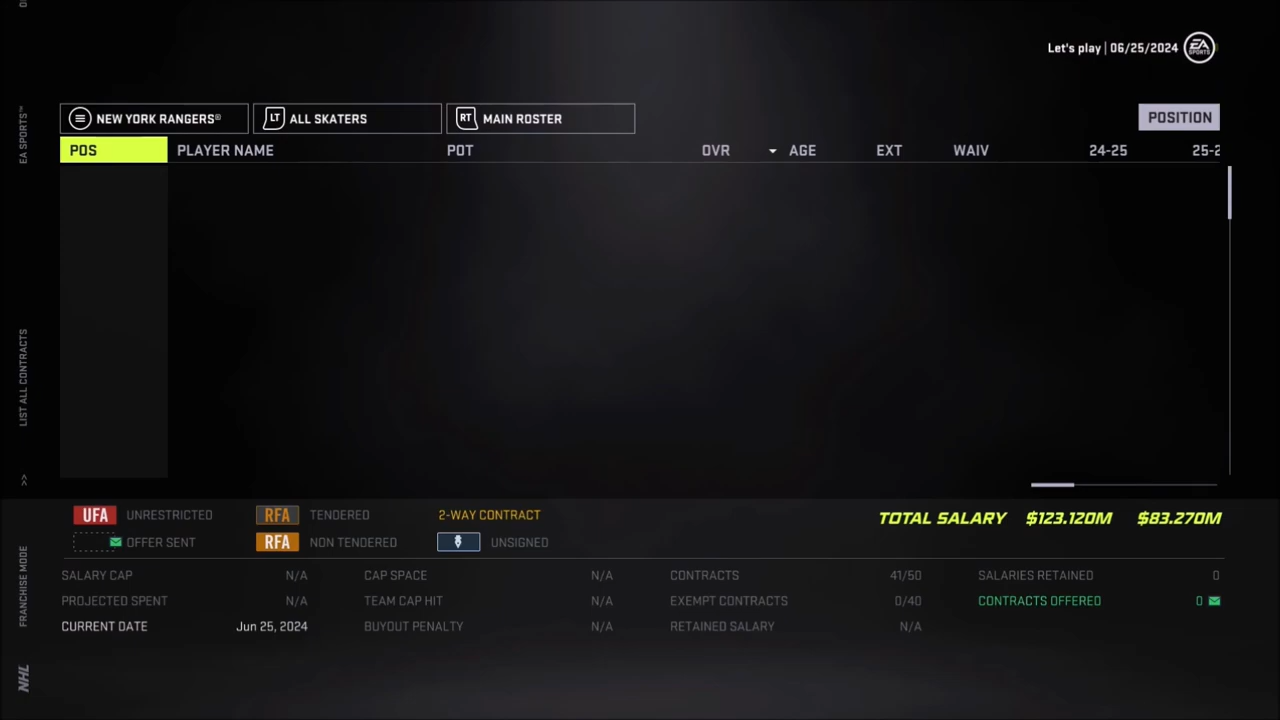 Let's play | 06/25/2024 EA SPORTS
NEW YORK RANGERS® LT ALL SKATERS RT MAIN ROSTER POSITION
POS PLAYER NAME POT OVR AGE EXT WAIV 24-25 25-2
EA SPORTS™
LIST ALL CONTRACTS
>>
FRANCHISE MODE
NHL
UFA UNRESTRICTED RFA TENDERED 2-WAY CONTRACT TOTAL SALARY $123.120M $83.270M
OFFER SENT RFA NON TENDERED UNSIGNED
SALARY CAP N/A CAP SPACE N/A CONTRACTS 41/50 SALARIES RETAINED 0
PROJECTED SPENT N/A TEAM CAP HIT N/A EXEMPT CONTRACTS 0/40 CONTRACTS OFFERED 0
CURRENT DATE Jun 25, 2024 BUYOUT PENALTY N/A RETAINED SALARY N/A